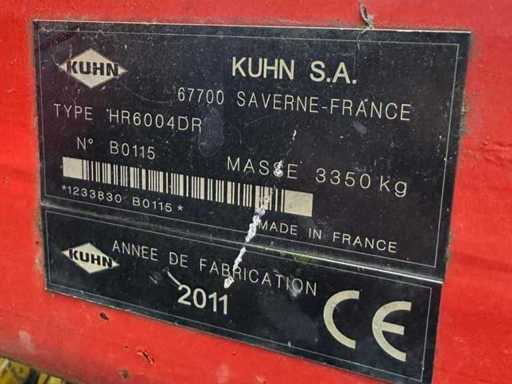 KUHN
KUHN S.A.
67700 SAVERNE-FRANCE
TYPE HR6004DR
N° B0115 MASSE 3350 kg
*1233830 B0115*
MADE IN FRANCE
KUHN
ANNEE DE FABRICATION
2011
CE